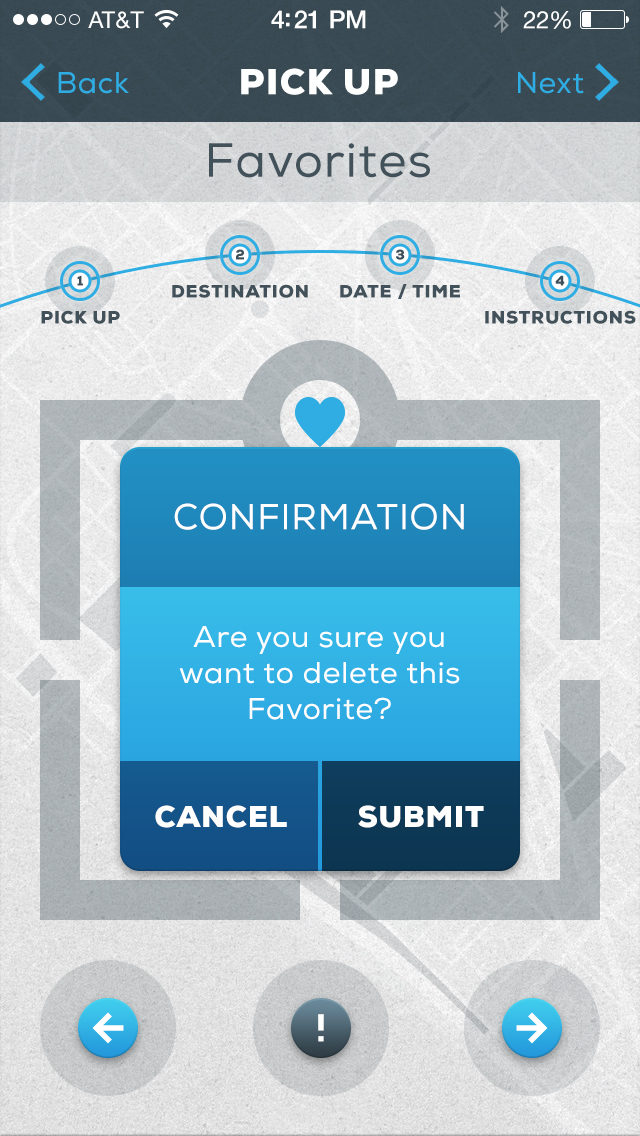 AT&T 4:21 PM 22%
Back PICK UP Next
Favorites
1 2 3 4
DESTINATION DATE / TIME
PICK UP INSTRUCTIONS
CONFIRMATION
Are you sure you
want to delete this
Favorite?
CANCEL SUBMIT
!